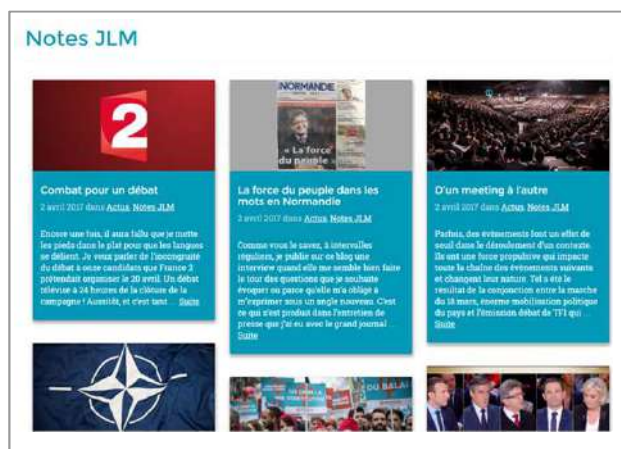 Notes JLM
2
Combat pour un débat
2 avril 2017 dans Actus, Notes JLM
Encore une fois, il aura fallu que je mette
les pieds dans le plat pour que les langues
se délient. Je veux parler de l'incongruité
du débat à onze candidats que France 2
prétendait organiser le 20 avril. Un débat
télévisé à 24 heures de la clôture de la
campagne ! Aussitôt, et c'est tant ... Suite
NORMANDIE
« La force
du peuple »
La force du peuple dans les
mots en Normandie
2 avril 2017 dans Actus, Notes JLM
Comme vous le savez, à intervalles
réguliers, je publie sur ce blog une
interview quand elle me semble bien faire
le tour des questions que je souhaite
évoquer ou parce qu'elle m'a obligé à
m'exprimer sous un angle nouveau. C'est
ce qui s'est produit dans l'entretien de
presse que j'ai eu avec le grand journal ...
Suite
D'un meeting à l'autre
2 avril 2017 dans Actus, Notes JLM
Parfois, des évènements font un effet de
seuil dans le déroulement d'un contexte.
Ils ont une force propulsive qui impacte
toute la chaîne des évènements suivants
et changent leur nature. Tel a été le
résultat de la conjonction entre la marche
du 18 mars, énorme mobilisation politique
du pays et l'émission débat de TF1 qui ...
Suite
DU BALAI